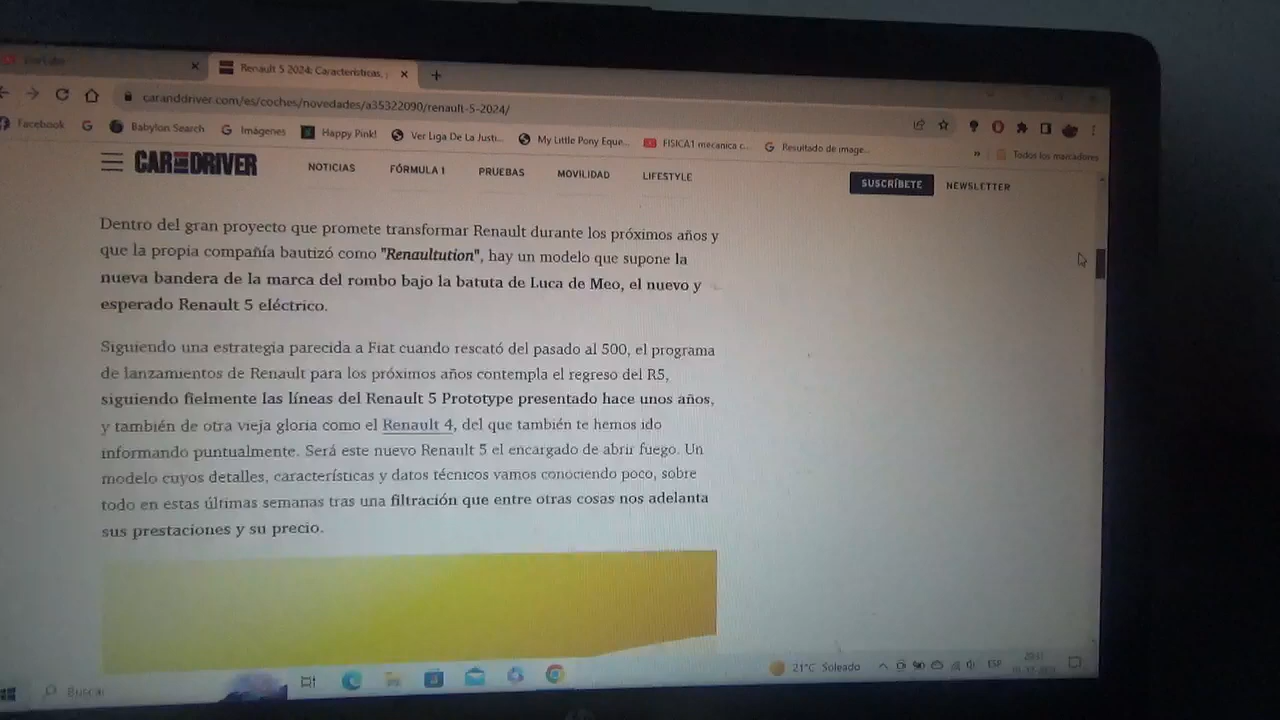 YouTube
Renault 5 2024: Características,
caranddriver.com/es/coches/novedades/a35322090/renault-5-2024/
Facebook
Babylon Search
Imágenes
Happy Pink!
Ver Liga De La Justi...
My Little Pony Eque...
FISICA1 mecanica c...
Resultado de image...
Todos los marcadores
CAR AND DRIVER
NOTICIAS
FÓRMULA 1
PRUEBAS
MOVILIDAD
LIFESTYLE
SUSCRÍBETE
NEWSLETTER
Dentro del gran proyecto que promete transformar Renault durante los próximos años y
que la propia compañía bautizó como "Renaultution", hay un modelo que supone la
nueva bandera de la marca del rombo bajo la batuta de Luca de Meo, el nuevo y
esperado Renault 5 eléctrico.
Siguiendo una estrategia parecida a Fiat cuando rescató del pasado al 500, el programa
de lanzamientos de Renault para los próximos años contempla el regreso del R5,
siguiendo fielmente las líneas del Renault 5 Prototype presentado hace unos años,
y también de otra vieja gloria como el Renault 4, del que también te hemos ido
informando puntualmente. Será este nuevo Renault 5 el encargado de abrir fuego. Un
modelo cuyos detalles, características y datos técnicos vamos conociendo poco, sobre
todo en estas últimas semanas tras una filtración que entre otras cosas nos adelanta
sus prestaciones y su precio.
Buscar
21°C Soleado
ESP